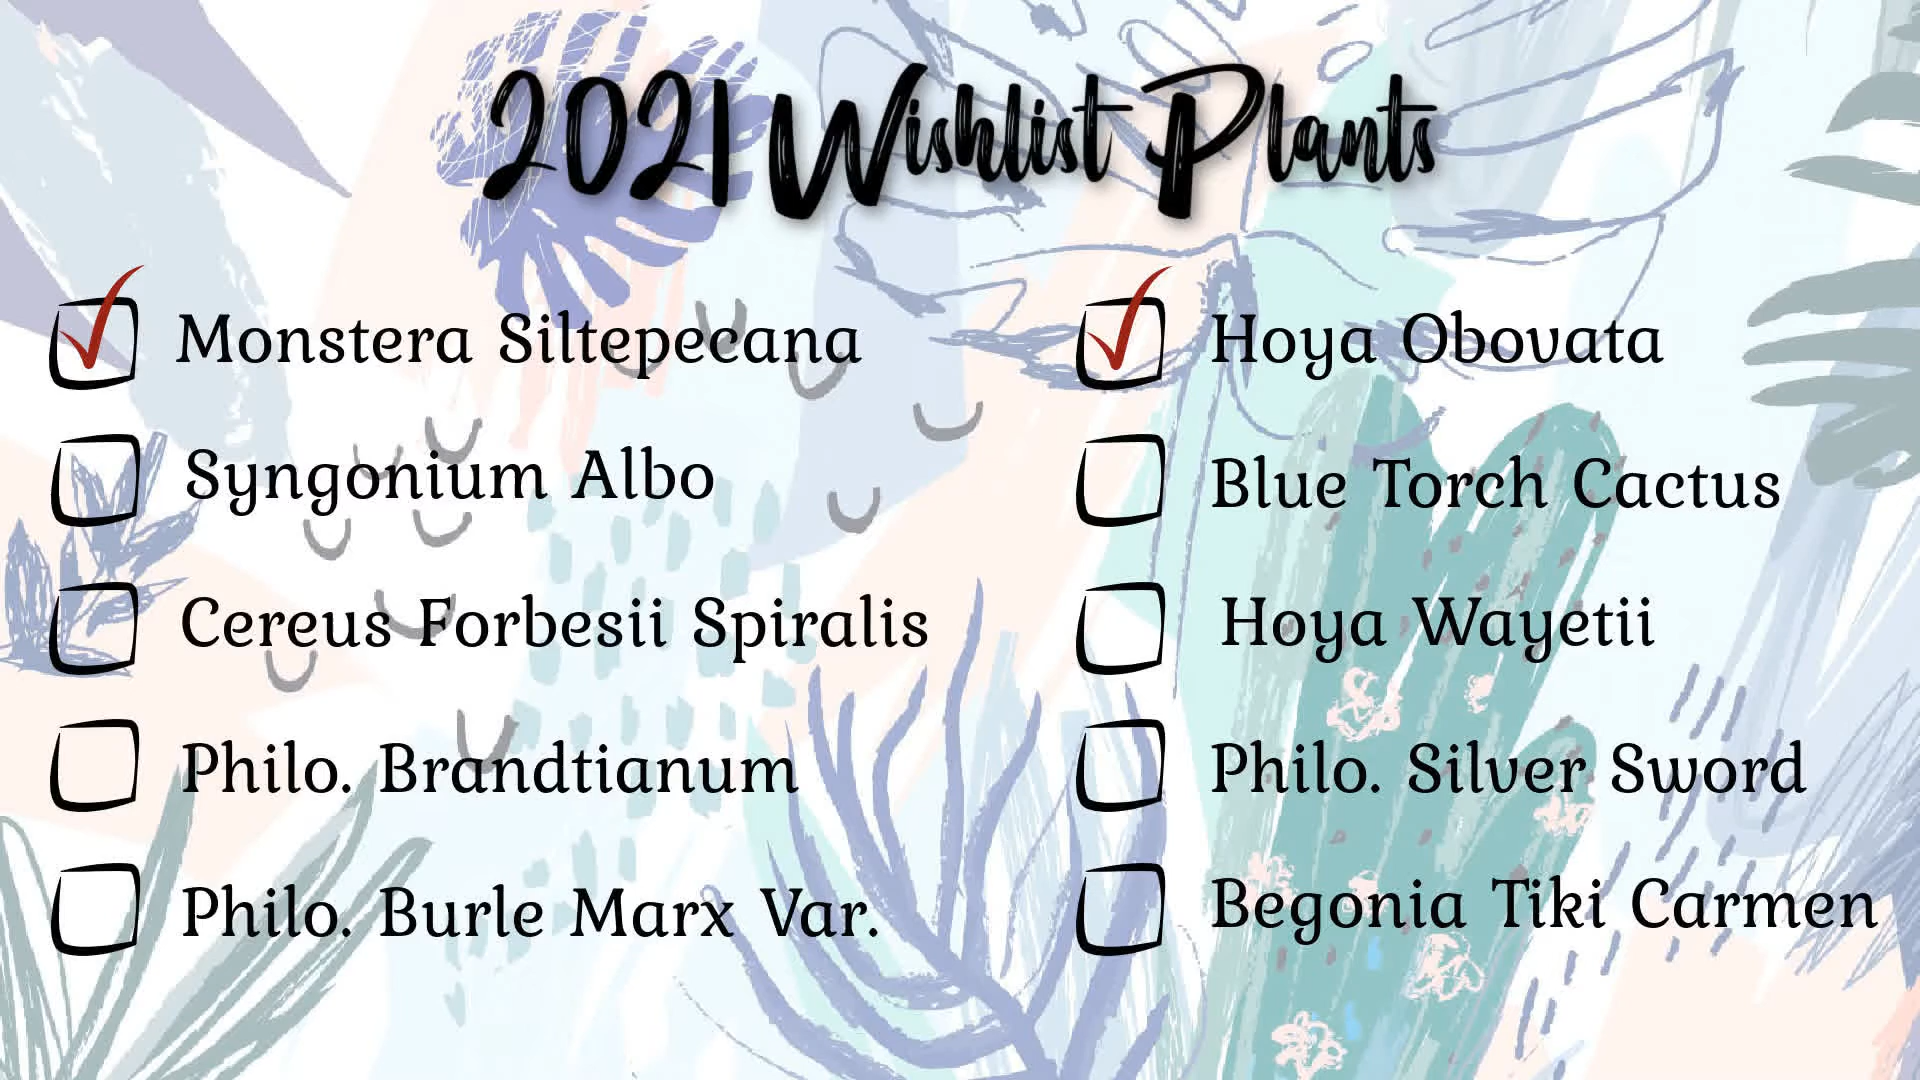 2021 Wishlist Plants
Monstera Siltepecana
Syngonium Albo
Cereus Forbesii Spiralis
Philo. Brandtianum
Philo. Burle Marx Var.
Hoya Obovata
Blue Torch Cactus
Hoya Wayetii
Philo. Silver Sword
Begonia Tiki Carmen